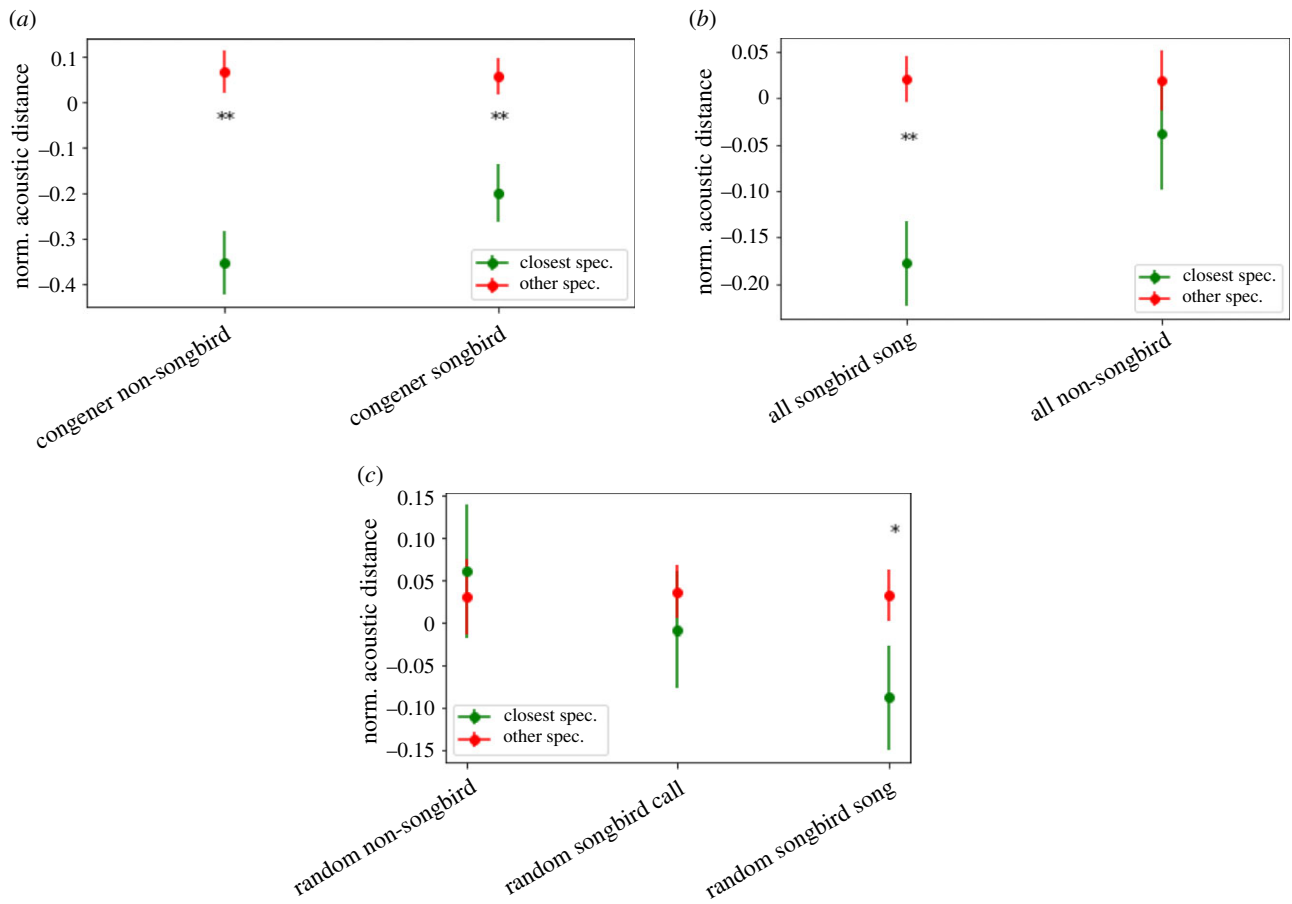 (a)
norm. acoustic distance
0.1
0
–0.1
–0.2
–0.3
–0.4
**
**
closest spec.
other spec.
congener non-songbird
congener songbird
(b)
norm. acoustic distance
0.05
0
–0.05
–0.10
–0.15
–0.20
**
closest spec.
other spec.
all songbird song
all non-songbird
(c)
norm. acoustic distance
0.15
0.10
0.05
0
–0.05
–0.10
–0.15
*
closest spec.
other spec.
random non-songbird
random songbird call
random songbird song